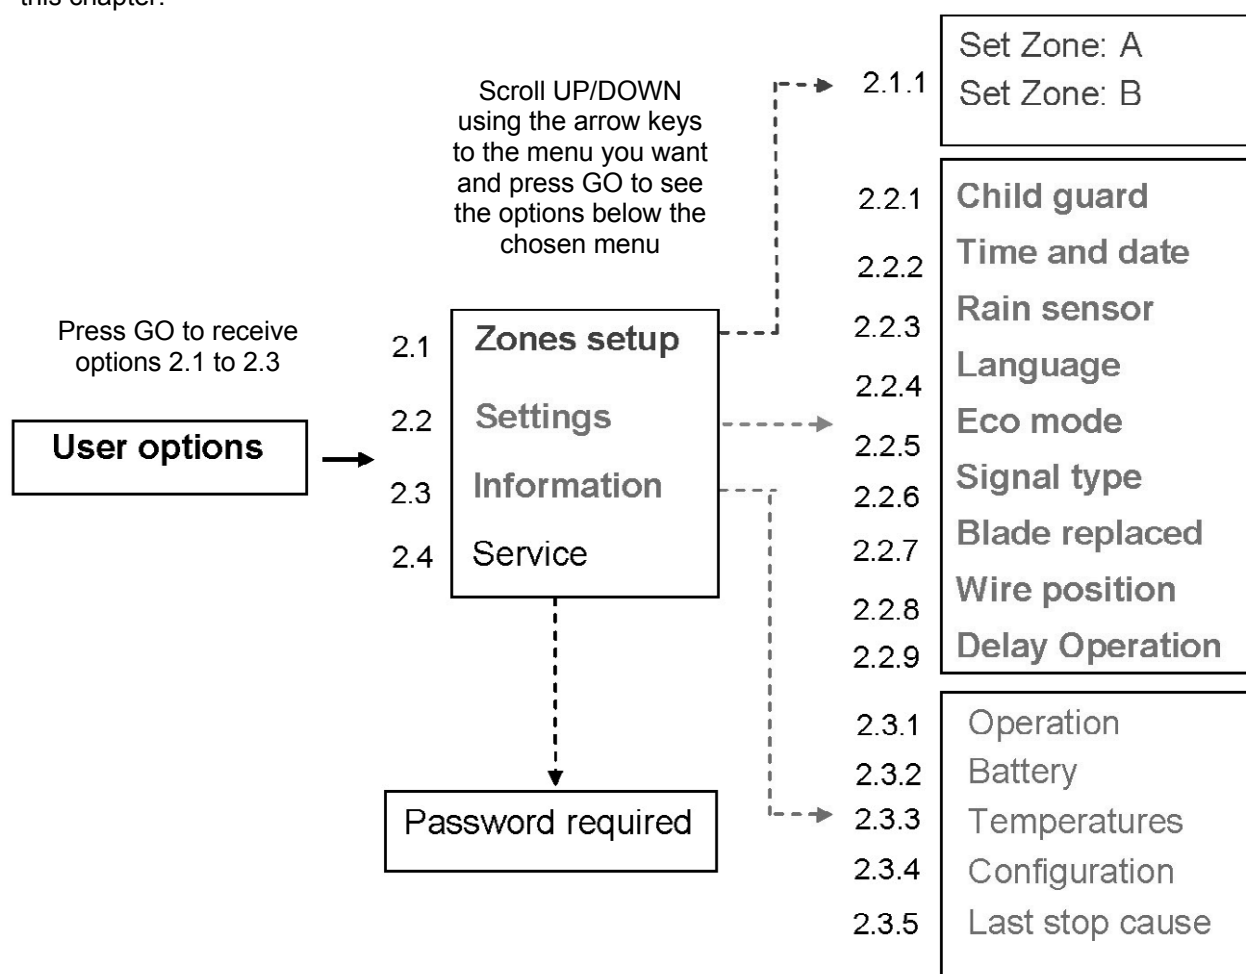 this chapter.
Set Zone: A
2.1.1
Set Zone: B
Scroll UP/DOWN
using the arrow keys
to the menu you want
and press GO to see
the options below the
chosen menu
2.2.1 Child guard
2.2.2 Time and date
2.2.3 Rain sensor
2.2.4 Language
2.2.5 Eco mode
2.2.6 Signal type
2.2.7 Blade replaced
2.2.8 Wire position
2.2.9 Delay Operation
Press GO to receive
options 2.1 to 2.3
User options
2.1 Zones setup
2.2 Settings
2.3 Information
2.4 Service
Password required
2.3.1 Operation
2.3.2 Battery
2.3.3 Temperatures
2.3.4 Configuration
2.3.5 Last stop cause